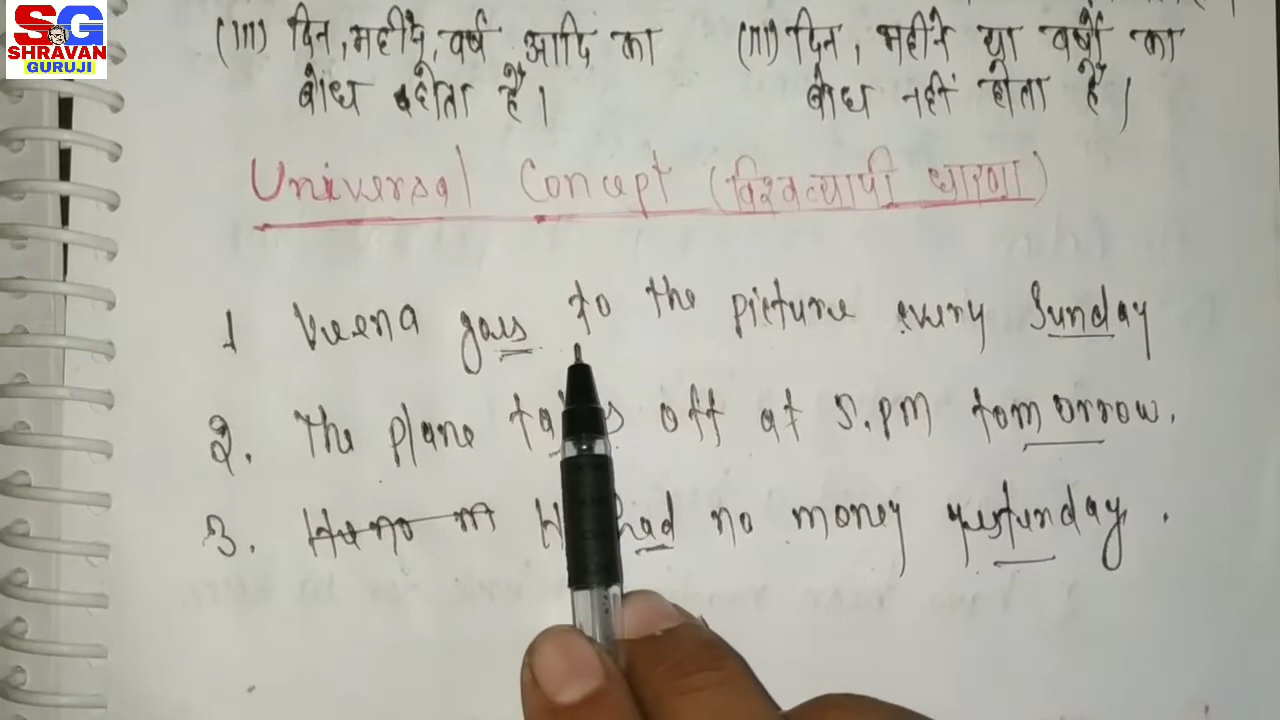 SG
SHRAVAN
GURUJI
(III) दिन, महीने, वर्ष आदि का
बोध होता है।
(III) दिन, महीने या वर्षों का
बोध नहीं होता है।
Universal Concept (विश्वव्यापी धारणा)
1 Veena goes to the picture every Sunday
2. The plane takes off at 5.pm tomorrow.
3. He no m He had no money yesterday.